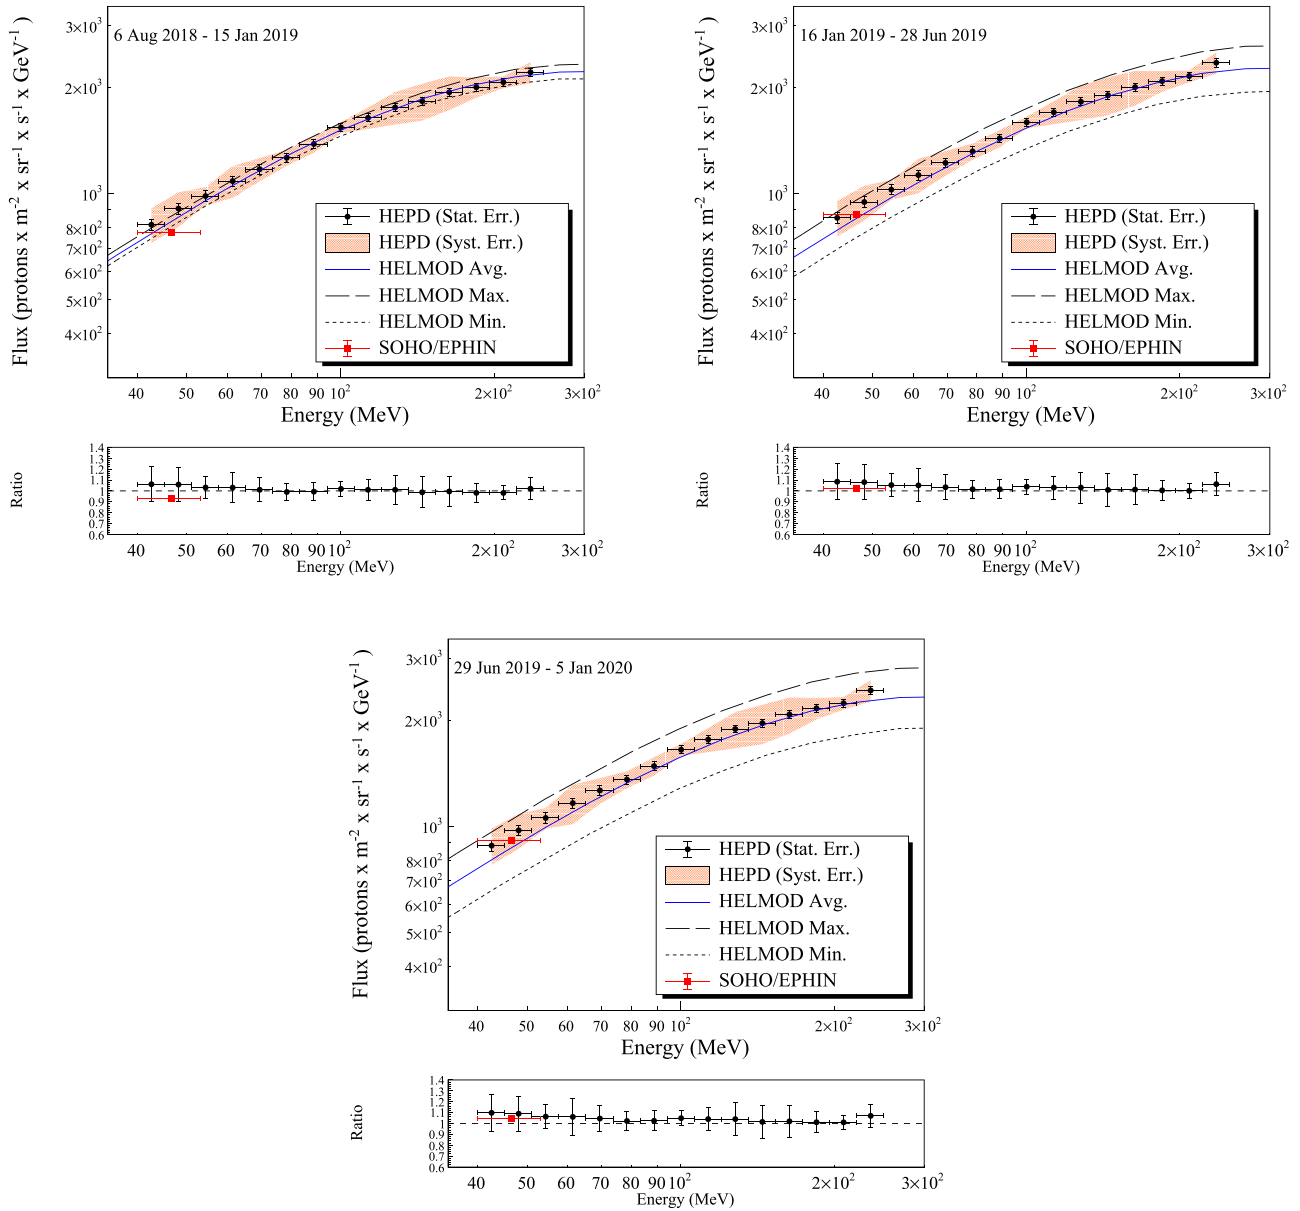 Flux (protons x m⁻² x sr⁻¹ x s⁻¹ x GeV⁻¹ )
3×10³
2×10³
10³
8×10²
7×10²
6×10²
5×10²
4×10²
6 Aug 2018 - 15 Jan 2019
HEPD (Stat. Err.)
HEPD (Syst. Err.)
HELMOD Avg.
HELMOD Max.
HELMOD Min.
SOHO/EPHIN
40 50 60 70 80 90 10² 2×10² 3×10²
Energy (MeV)
Ratio
1.4
1.3
1.2
1.1
1
0.9
0.8
0.7
0.6
40 50 60 70 80 90 10² 2×10² 3×10²
Energy (MeV)
Flux (protons x m⁻² x sr⁻¹ x s⁻¹ x GeV⁻¹ )
3×10³
2×10³
10³
8×10²
7×10²
6×10²
5×10²
4×10²
16 Jan 2019 - 28 Jun 2019
HEPD (Stat. Err.)
HEPD (Syst. Err.)
HELMOD Avg.
HELMOD Max.
HELMOD Min.
SOHO/EPHIN
40 50 60 70 80 90 10² 2×10² 3×10²
Energy (MeV)
Ratio
1.4
1.3
1.2
1.1
1
0.9
0.8
0.7
0.6
40 50 60 70 80 90 10² 2×10² 3×10²
Energy (MeV)
Flux (protons x m⁻² x sr⁻¹ x s⁻¹ x GeV⁻¹ )
3×10³
2×10³
10³
8×10²
7×10²
6×10²
5×10²
4×10²
29 Jun 2019 - 5 Jan 2020
HEPD (Stat. Err.)
HEPD (Syst. Err.)
HELMOD Avg.
HELMOD Max.
HELMOD Min.
SOHO/EPHIN
40 50 60 70 80 90 10² 2×10² 3×10²
Energy (MeV)
Ratio
1.4
1.3
1.2
1.1
1
0.9
0.8
0.7
0.6
40 50 60 70 80 90 10² 2×10² 3×10²
Energy (MeV)